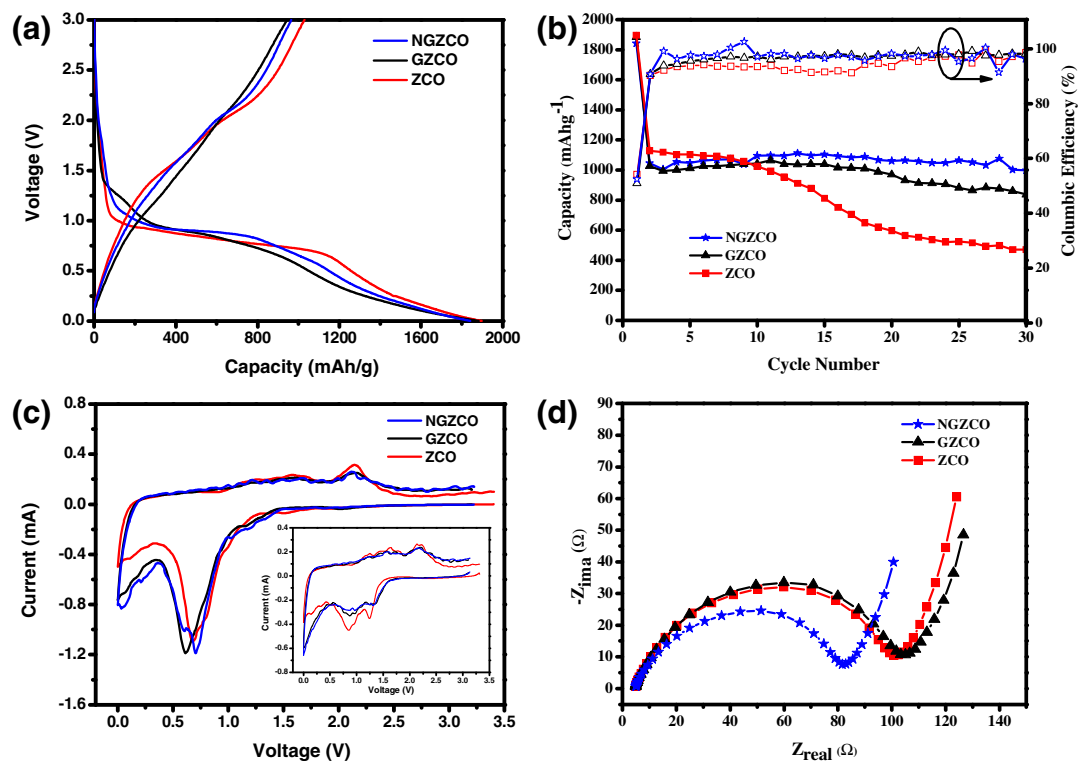 (a)
NGZCO
GZCO
ZCO
3.0
2.5
2.0
1.5
1.0
0.5
0.0
Voltage (V)
0 400 800 1200 1600 2000
Capacity (mAh/g)
(b)
2000
1800
1600
1400
1200
1000
800
600
400
200
0
Capacity (mAhg-1)
NGZCO
GZCO
ZCO
100
80
60
40
20
0
Columbic Efficiency (%)
0 5 10 15 20 25 30
Cycle Number
(c)
0.8
0.4
0.0
-0.4
-0.8
-1.2
-1.6
Current (mA)
NGZCO
GZCO
ZCO
0.4
0.2
0.0
-0.2
-0.4
-0.6
-0.8
Current (mA)
0.0 0.5 1.0 1.5 2.0 2.5 3.0 3.5
Voltage (V)
0.0 0.5 1.0 1.5 2.0 2.5 3.0 3.5
Voltage (V)
(d)
90
75
60
45
30
15
0
-Zima (Ω)
NGZCO
GZCO
ZCO
0 20 40 60 80 100 120 140
Zreal (Ω)